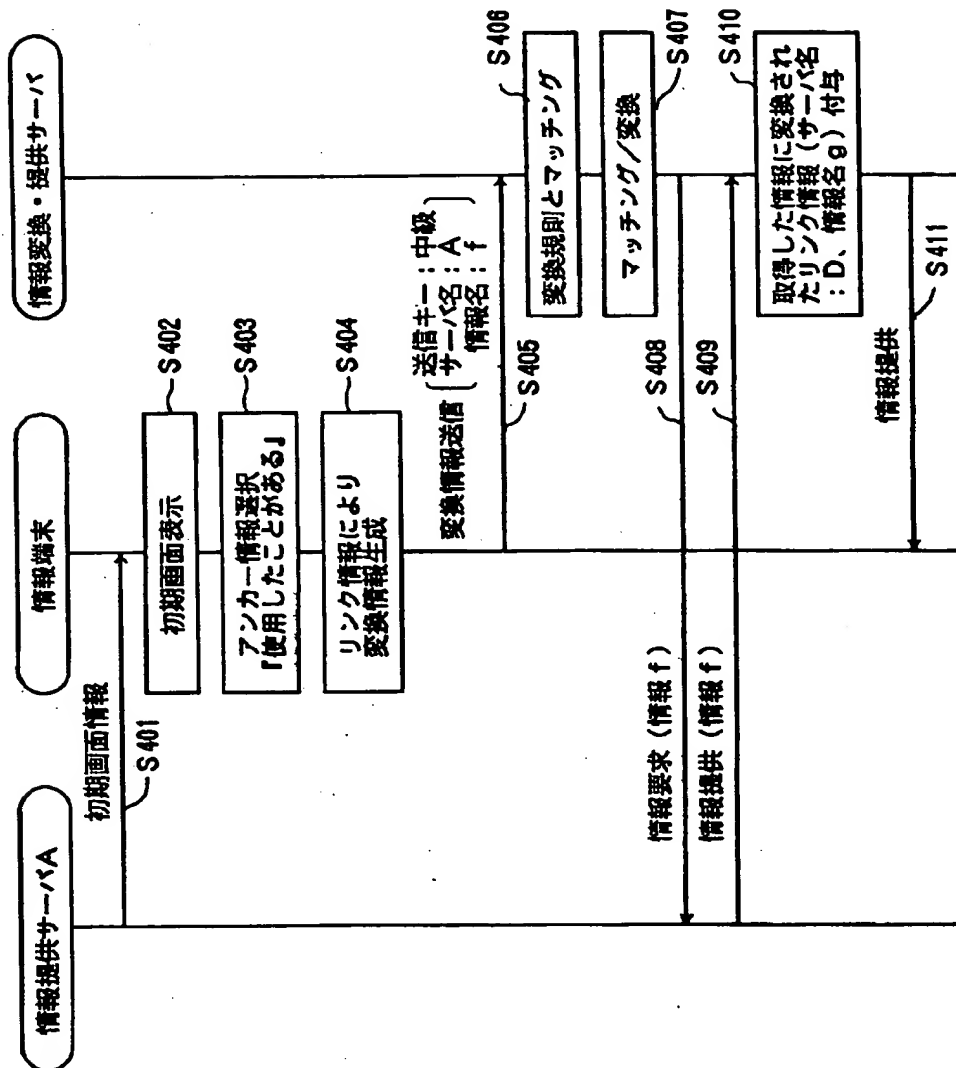 情報提供サーバA
情報端末
情報変換・提供サーバ
初期画面情報
S401
初期画面表示
S402
アンカー情報選択
『使用したことがある』
S403
リンク情報により
変換情報生成
S404
変換情報送信
送信キー:中級
サーバ名:A
情報名:f
S405
変換規則とマッチング
S406
マッチング/変換
S407
情報要求(情報f)
S408
情報提供(情報f)
S409
取得した情報に変換され
たリンク情報(サーバ名
:D、情報名g)付与
S410
情報提供
S411